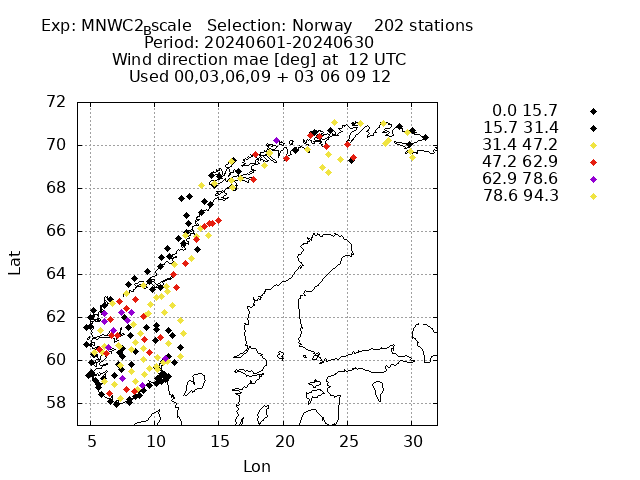 Exp: MNWC2Bscale Selection: Norway 202 stations
Period: 20240601-20240630
Wind direction mae [deg] at 12 UTC
Used 00,03,06,09 + 03 06 09 12
72
70
68
66
64
62
60
58
Lat
5 10 15 20 25 30
Lon
0.0 15.7
15.7 31.4
31.4 47.2
47.2 62.9
62.9 78.6
78.6 94.3